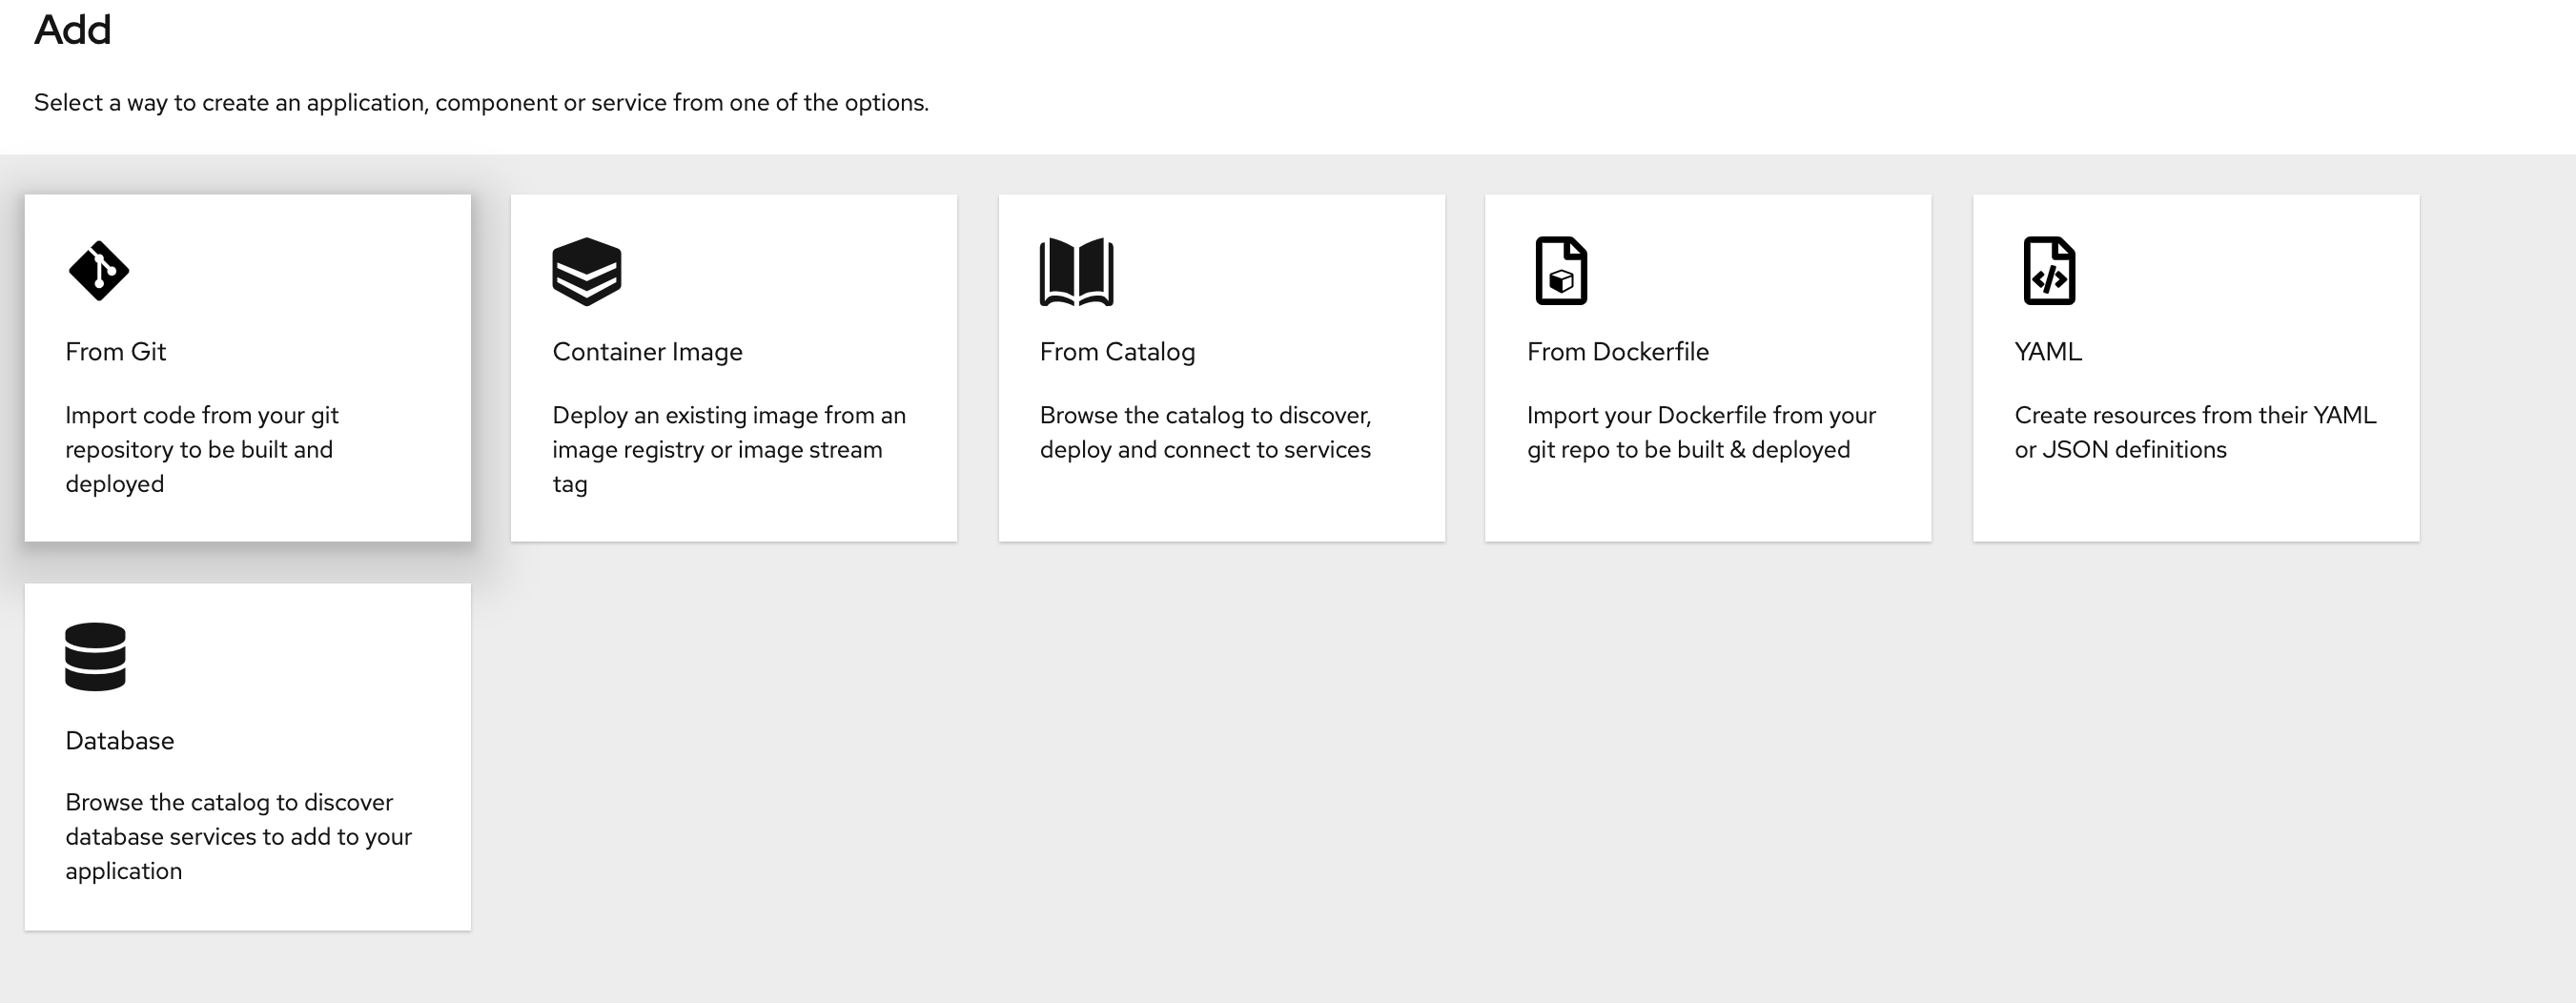 Add
Select a way to create an application, component or service from one of the options.
From Git
Import code from your git
repository to be built and
deployed
Container Image
Deploy an existing image from an
image registry or image stream
tag
From Catalog
Browse the catalog to discover,
deploy and connect to services
From Dockerfile
Import your Dockerfile from your
git repo to be built & deployed
YAML
Create resources from their YAML
or JSON definitions
Database
Browse the catalog to discover
database services to add to your
application